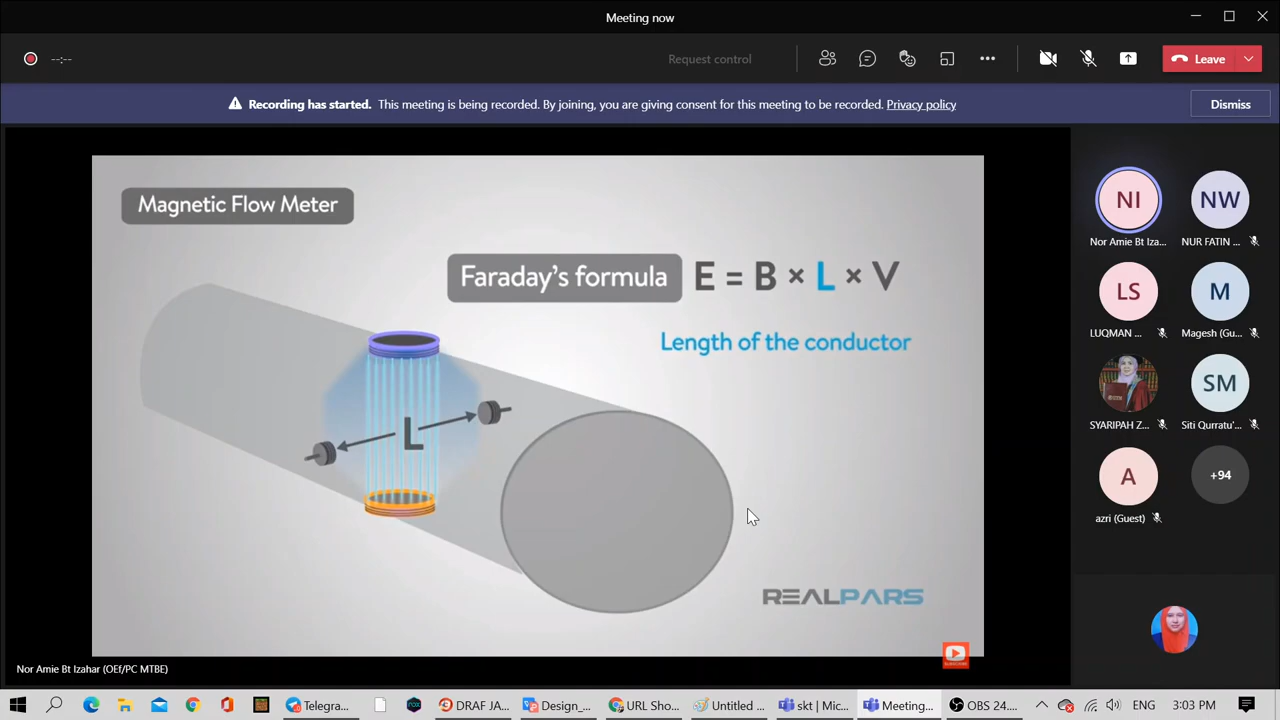 Meeting now
--:--
Request control
Leave
Recording has started. This meeting is being recorded. By joining, you are giving consent for this meeting to be recorded. Privacy policy
Dismiss
Magnetic Flow Meter
Faraday's formula E = B × L × V
Length of the conductor
L
REALPARS
SUBSCRIBE
Nor Amie Bt Izahar (OEf/PC MTBE)
NI
NW
Nor Amie Bt Iza...
NUR FATIN ...
LS
M
LUQMAN ...
Magesh (Gu...
SM
SYARIPAH Z...
Siti Qurratu'...
A
+94
azri (Guest)
Telegra...
DRAF JA...
Design_...
URL Sho...
Untitled ...
skt | Mic...
Meeting...
OBS 24....
ENG
3:03 PM